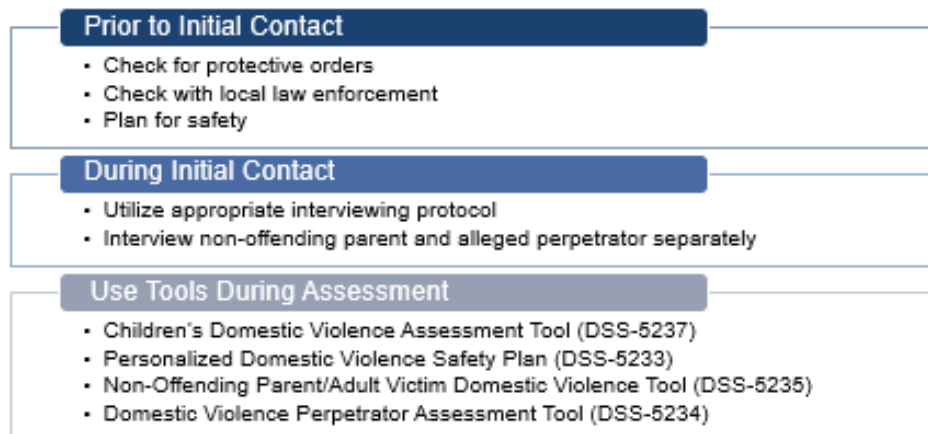 Prior to Initial Contact
• Check for protective orders
• Check with local law enforcement
• Plan for safety
During Initial Contact
• Utilize appropriate interviewing protocol
• Interview non-offending parent and alleged perpetrator separately
Use Tools During Assessment
• Children's Domestic Violence Assessment Tool (DSS-5237)
• Personalized Domestic Violence Safety Plan (DSS-5233)
• Non-Offending Parent/Adult Victim Domestic Violence Tool (DSS-5235)
• Domestic Violence Perpetrator Assessment Tool (DSS-5234)